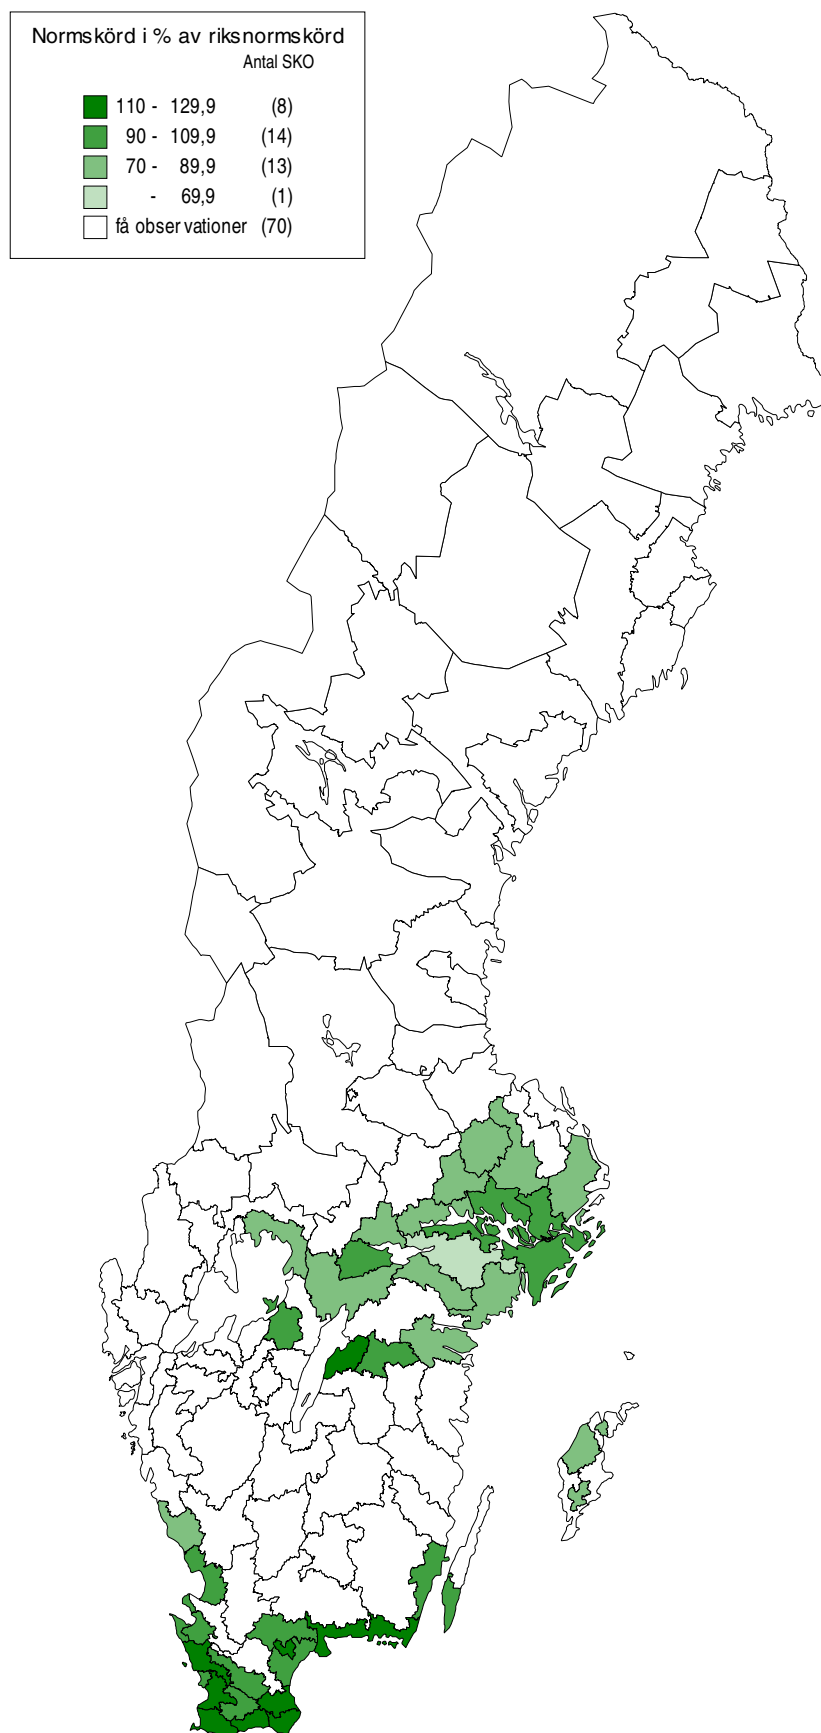 Normskörd i % av riksnormskörd
Antal SKO
110 - 129,9 (8)
90 - 109,9 (14)
70 - 89,9 (13)
- 69,9 (1)
få observationer (70)